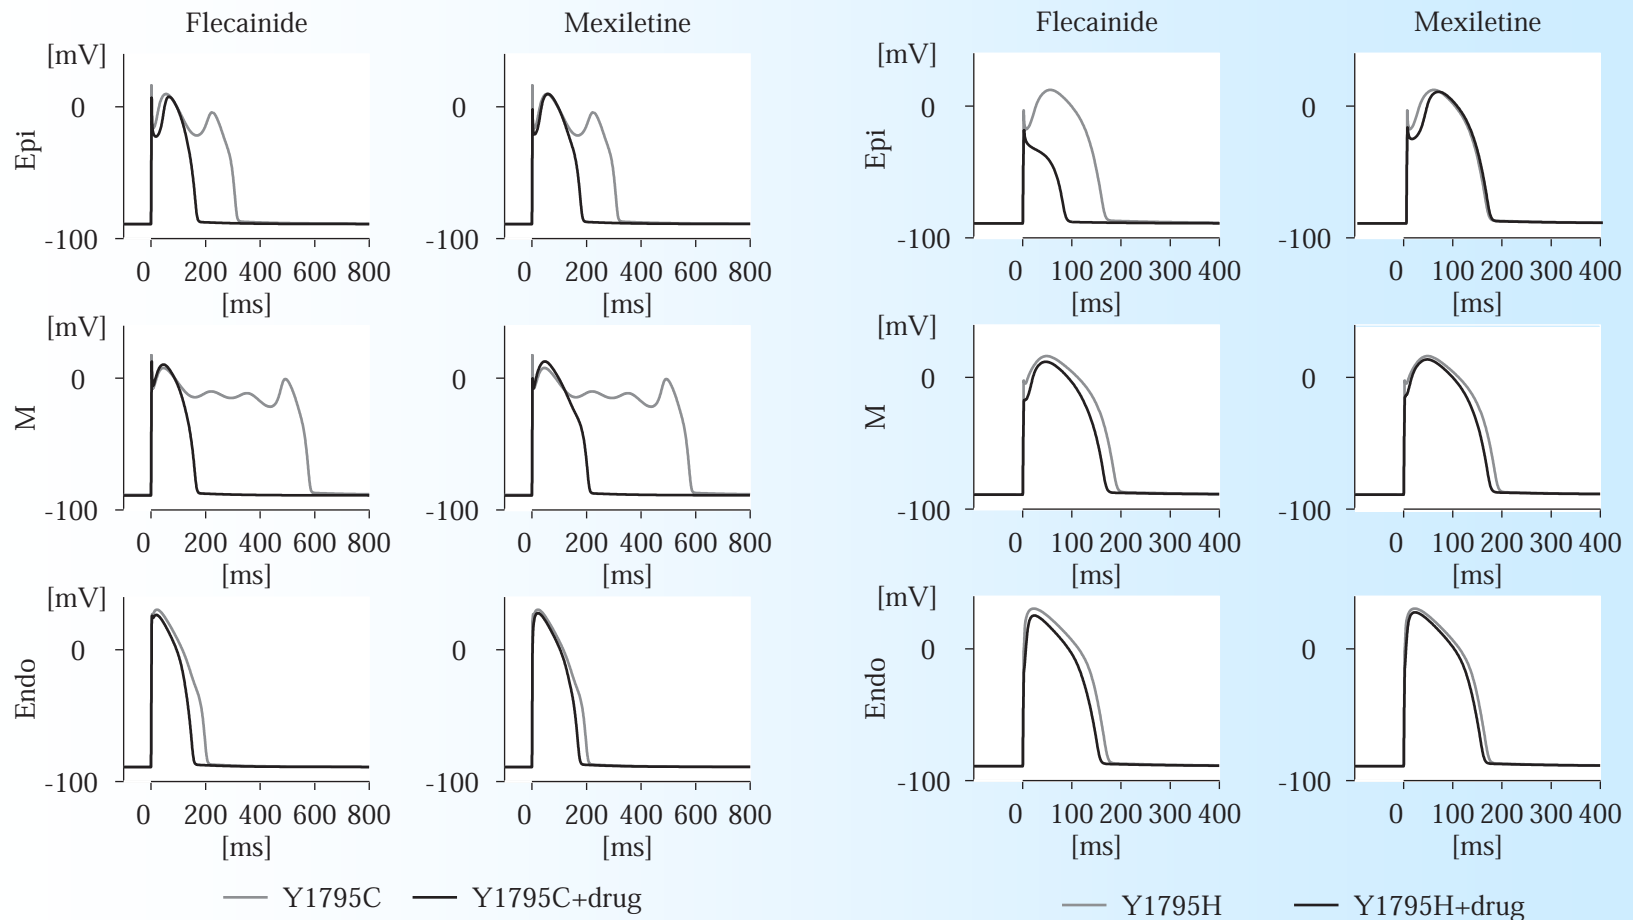 Flecainide Mexiletine Flecainide Mexiletine
[mV] [mV]
Epi 0 0 Epi 0 0
-100 -100 -100 -100
0 200 400 600 800 0 200 400 600 800 0 100 200 300 400 0 100 200 300 400
[ms] [ms] [ms] [ms]
[mV] [mV]
M 0 0 M 0 0
-100 -100 -100 -100
0 200 400 600 800 0 200 400 600 800 0 100 200 300 400 0 100 200 300 400
[ms] [ms] [ms] [ms]
[mV] [mV]
Endo 0 0 Endo 0 0
-100 -100 -100 -100
0 200 400 600 800 0 200 400 600 800 0 100 200 300 400 0 100 200 300 400
[ms] [ms] [ms] [ms]
Y1795C Y1795C+drug Y1795H Y1795H+drug